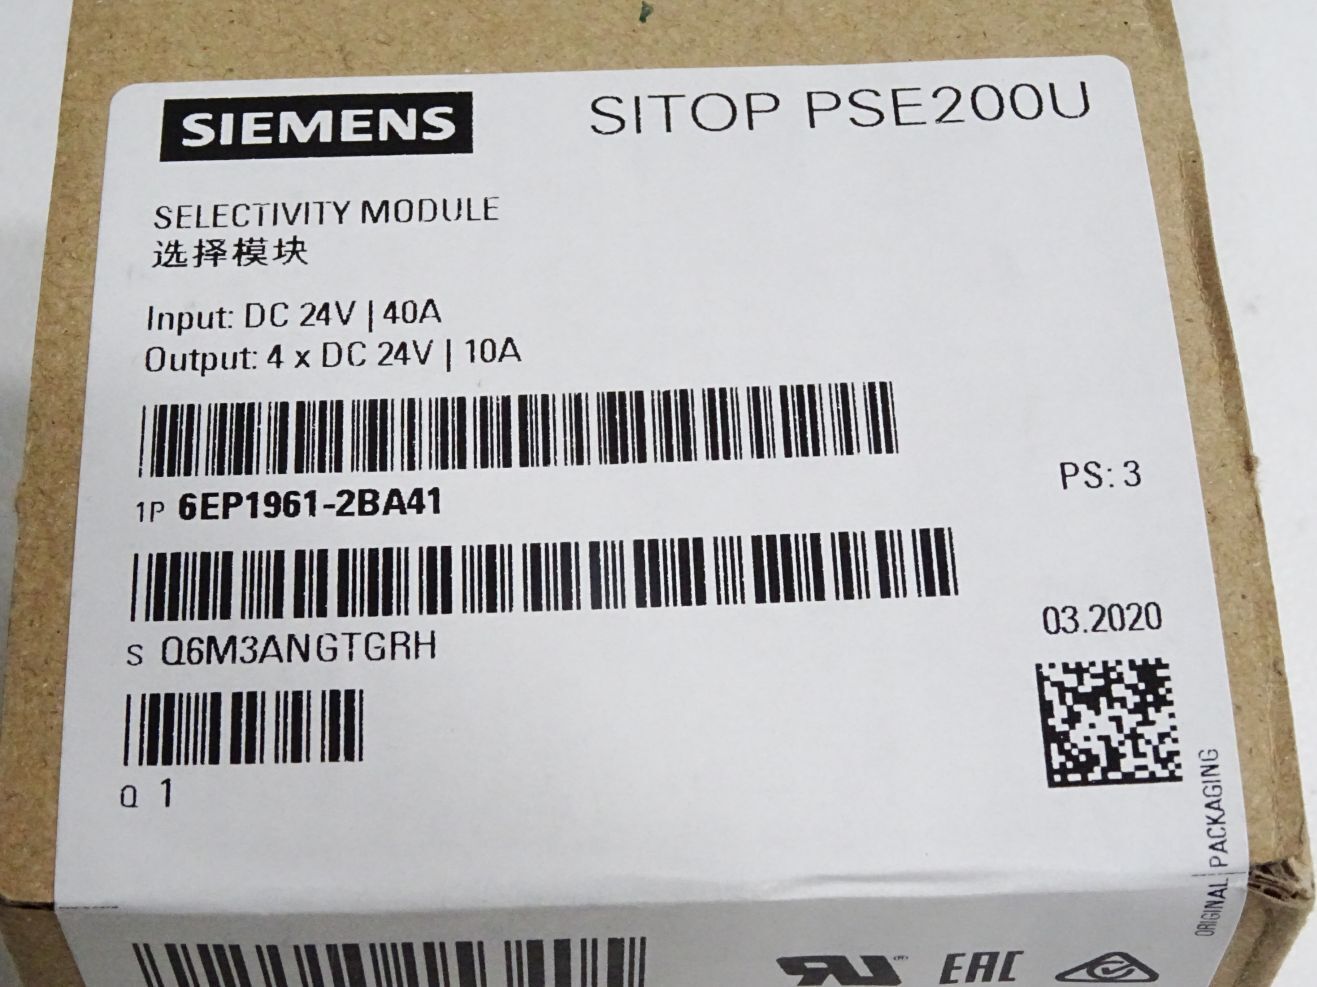 SIEMENS
SITOP PSE200U
SELECTIVITY MODULE
选择模块
Input: DC 24V | 40A
Output: 4 x DC 24V | 10A
1P 6EP1961-2BA41
PS: 3
S Q6M3ANGTGRH
03.2020
Q 1
ORIGINAL PACKAGING
EAC